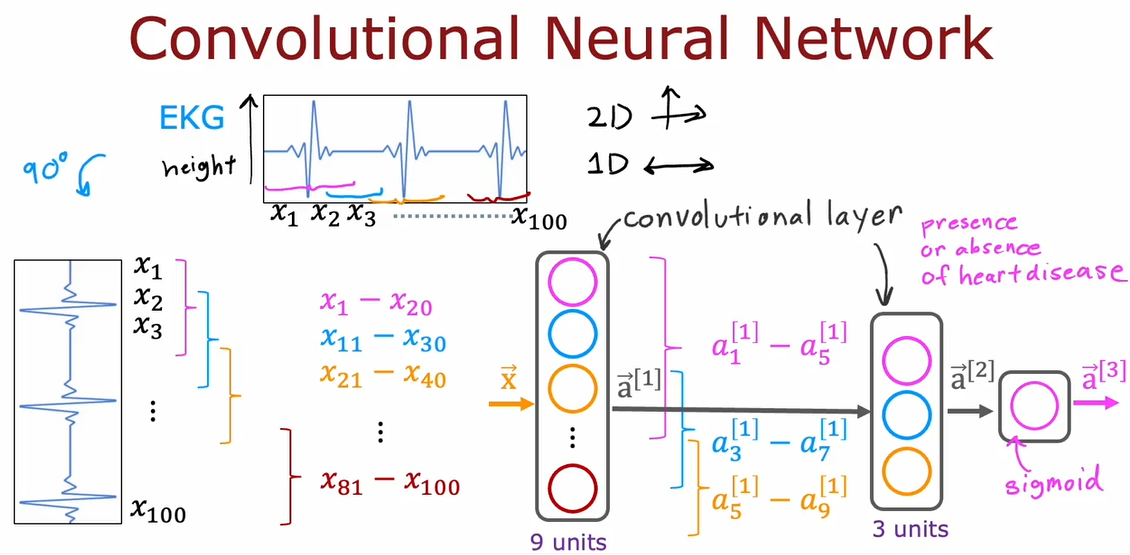 Convolutional Neural Network
EKG
height
90°
2D
1D
x₁ x₂ x₃ ........ x₁₀₀
convolutional layer
presence
or absence
of heart disease
x₁
x₂
x₃
⋮
x₁₀₀
x₁ − x₂₀
x₁₁ − x₃₀
x₂₁ − x₄₀
⋮
x₈₁ − x₁₀₀
x⃗
⋮
9 units
a⃗^[1]
a₁^[1] − a₅^[1]
a₃^[1] − a₇^[1]
a₅^[1] − a₉^[1]
3 units
a⃗^[2]
a⃗^[3]
sigmoid